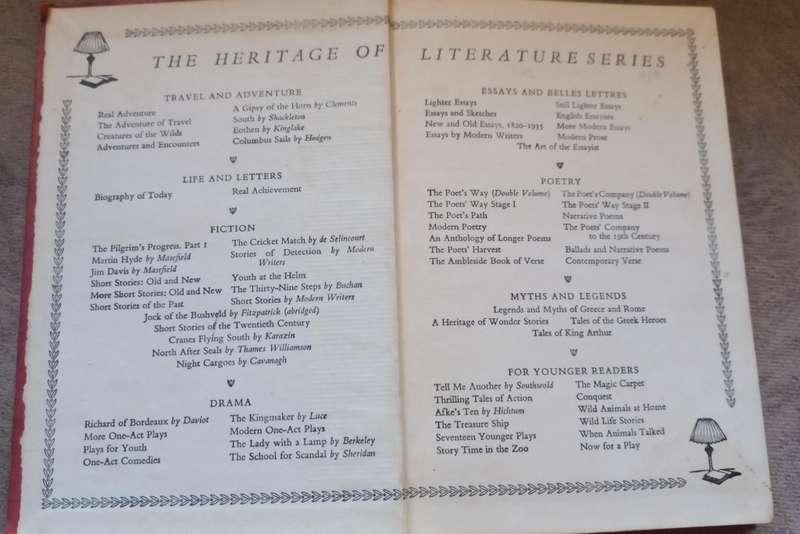 THE HERITAGE OF LITERATURE SERIES
TRAVEL AND ADVENTURE
Real Adventure
The Adventure of Travel
Creatures of the Wilds
Adventures and Encounters
A Gipsy of the Horn by Clements
South by Shackleton
Eothen by Kinglake
Columbus Sails by Hodges
LIFE AND LETTERS
Biography of Today
Real Achievement
FICTION
The Pilgrim's Progress. Part I
Martin Hyde by Masefield
Jim Davis by Masefield
Short Stories: Old and New
More Short Stories: Old and New
Short Stories of the Past
The Cricket Match by de Selincourt
Stories of Detection by Modern
Writers
Youth at the Helm
The Thirty-Nine Steps by Buchan
Short Stories by Modern Writers
Jock of the Bushveld by Fitzpatrick (abridged)
Short Stories of the Twentieth Century
Cranes Flying South by Karazin
North After Seals by Thames Williamson
Night Cargoes by Cavanagh
DRAMA
Richard of Bordeaux by Daviot
More One-Act Plays
Plays for Youth
One-Act Comedies
The Kingmaker by Luce
Modern One-Act Plays
The Lady with a Lamp by Berkeley
The School for Scandal by Sheridan
ESSAYS AND BELLES LETTRES
Lighter Essays
Essays and Sketches
New and Old Essays, 1820-1935
Essays by Modern Writers
Still Lighter Essays
English Essayists
More Modern Essays
Modern Prose
The Art of the Essayist
POETRY
The Poet's Way (Double Volume)
The Poets' Way Stage I
The Poet's Path
Modern Poetry
An Anthology of Longer Poems
The Poets' Harvest
The Ambleside Book of Verse
The Poet's Company (Double Volume)
The Poets' Way Stage II
Narrative Poems
The Poets' Company
to the 19th Century
Ballads and Narrative Poems
Contemporary Verse
MYTHS AND LEGENDS
Legends and Myths of Greece and Rome
A Heritage of Wonder Stories
Tales of the Greek Heroes
Tales of King Arthur
FOR YOUNGER READERS
Tell Me Another by Southwold
Thrilling Tales of Action
Afke's Ten by Hichtum
The Treasure Ship
Seventeen Younger Plays
Story Time in the Zoo
The Magic Carpet
Conquest
Wild Animals at Home
Wild Life Stories
When Animals Talked
Now for a Play